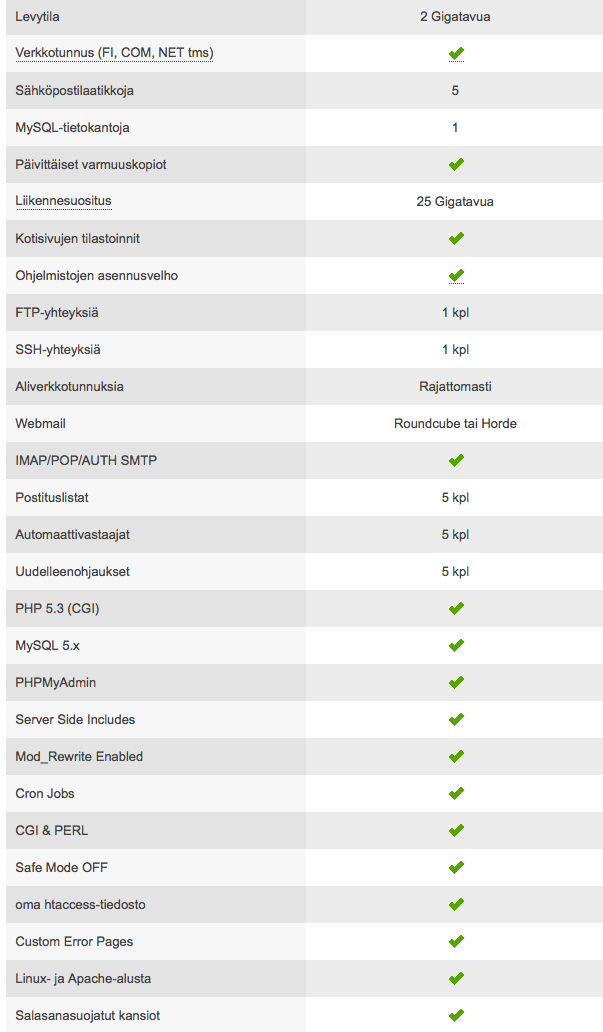 Levytila 2 Gigatavua
Verkkotunnus (FI, COM, NET tms)
Sähköpostilaatikkoja 5
MySQL-tietokantoja 1
Päivittäiset varmuuskopiot
Liikennesuositus 25 Gigatavua
Kotisivujen tilastoinnit
Ohjelmistojen asennusvelho
FTP-yhteyksiä 1 kpl
SSH-yhteyksiä 1 kpl
Aliverkkotunnuksia Rajattomasti
Webmail Roundcube tai Horde
IMAP/POP/AUTH SMTP
Postituslistat 5 kpl
Automaattivastaajat 5 kpl
Uudelleenohjaukset 5 kpl
PHP 5.3 (CGI)
MySQL 5.x
PHPMyAdmin
Server Side Includes
Mod_Rewrite Enabled
Cron Jobs
CGI & PERL
Safe Mode OFF
oma htaccess-tiedosto
Custom Error Pages
Linux- ja Apache-alusta
Salasanasuojatut kansiot